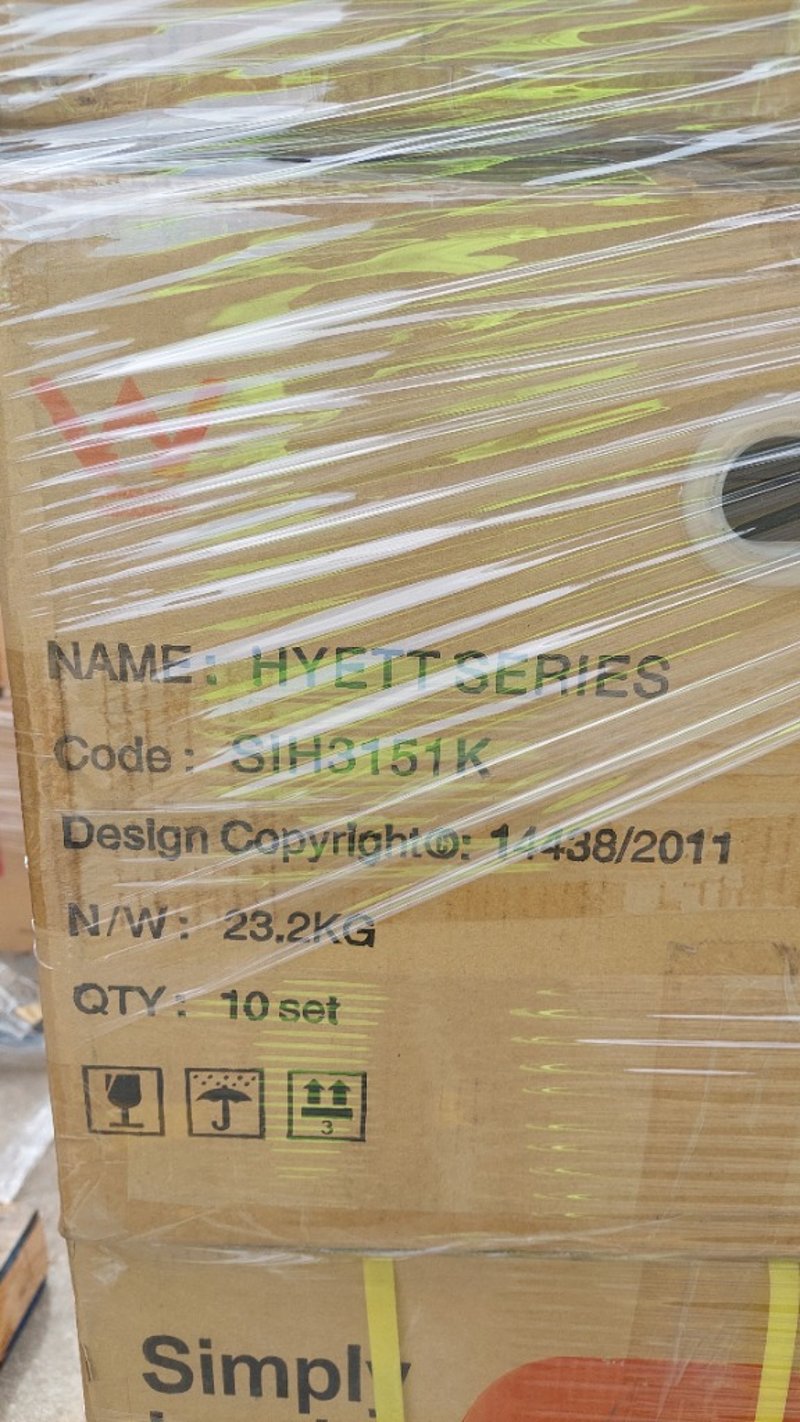 W
NAME: HYETT SERIES
Code: SIH3151K
Design Copyright®: 14438/2011
N/W: 23.2KG
QTY: 10 set
3
Simply